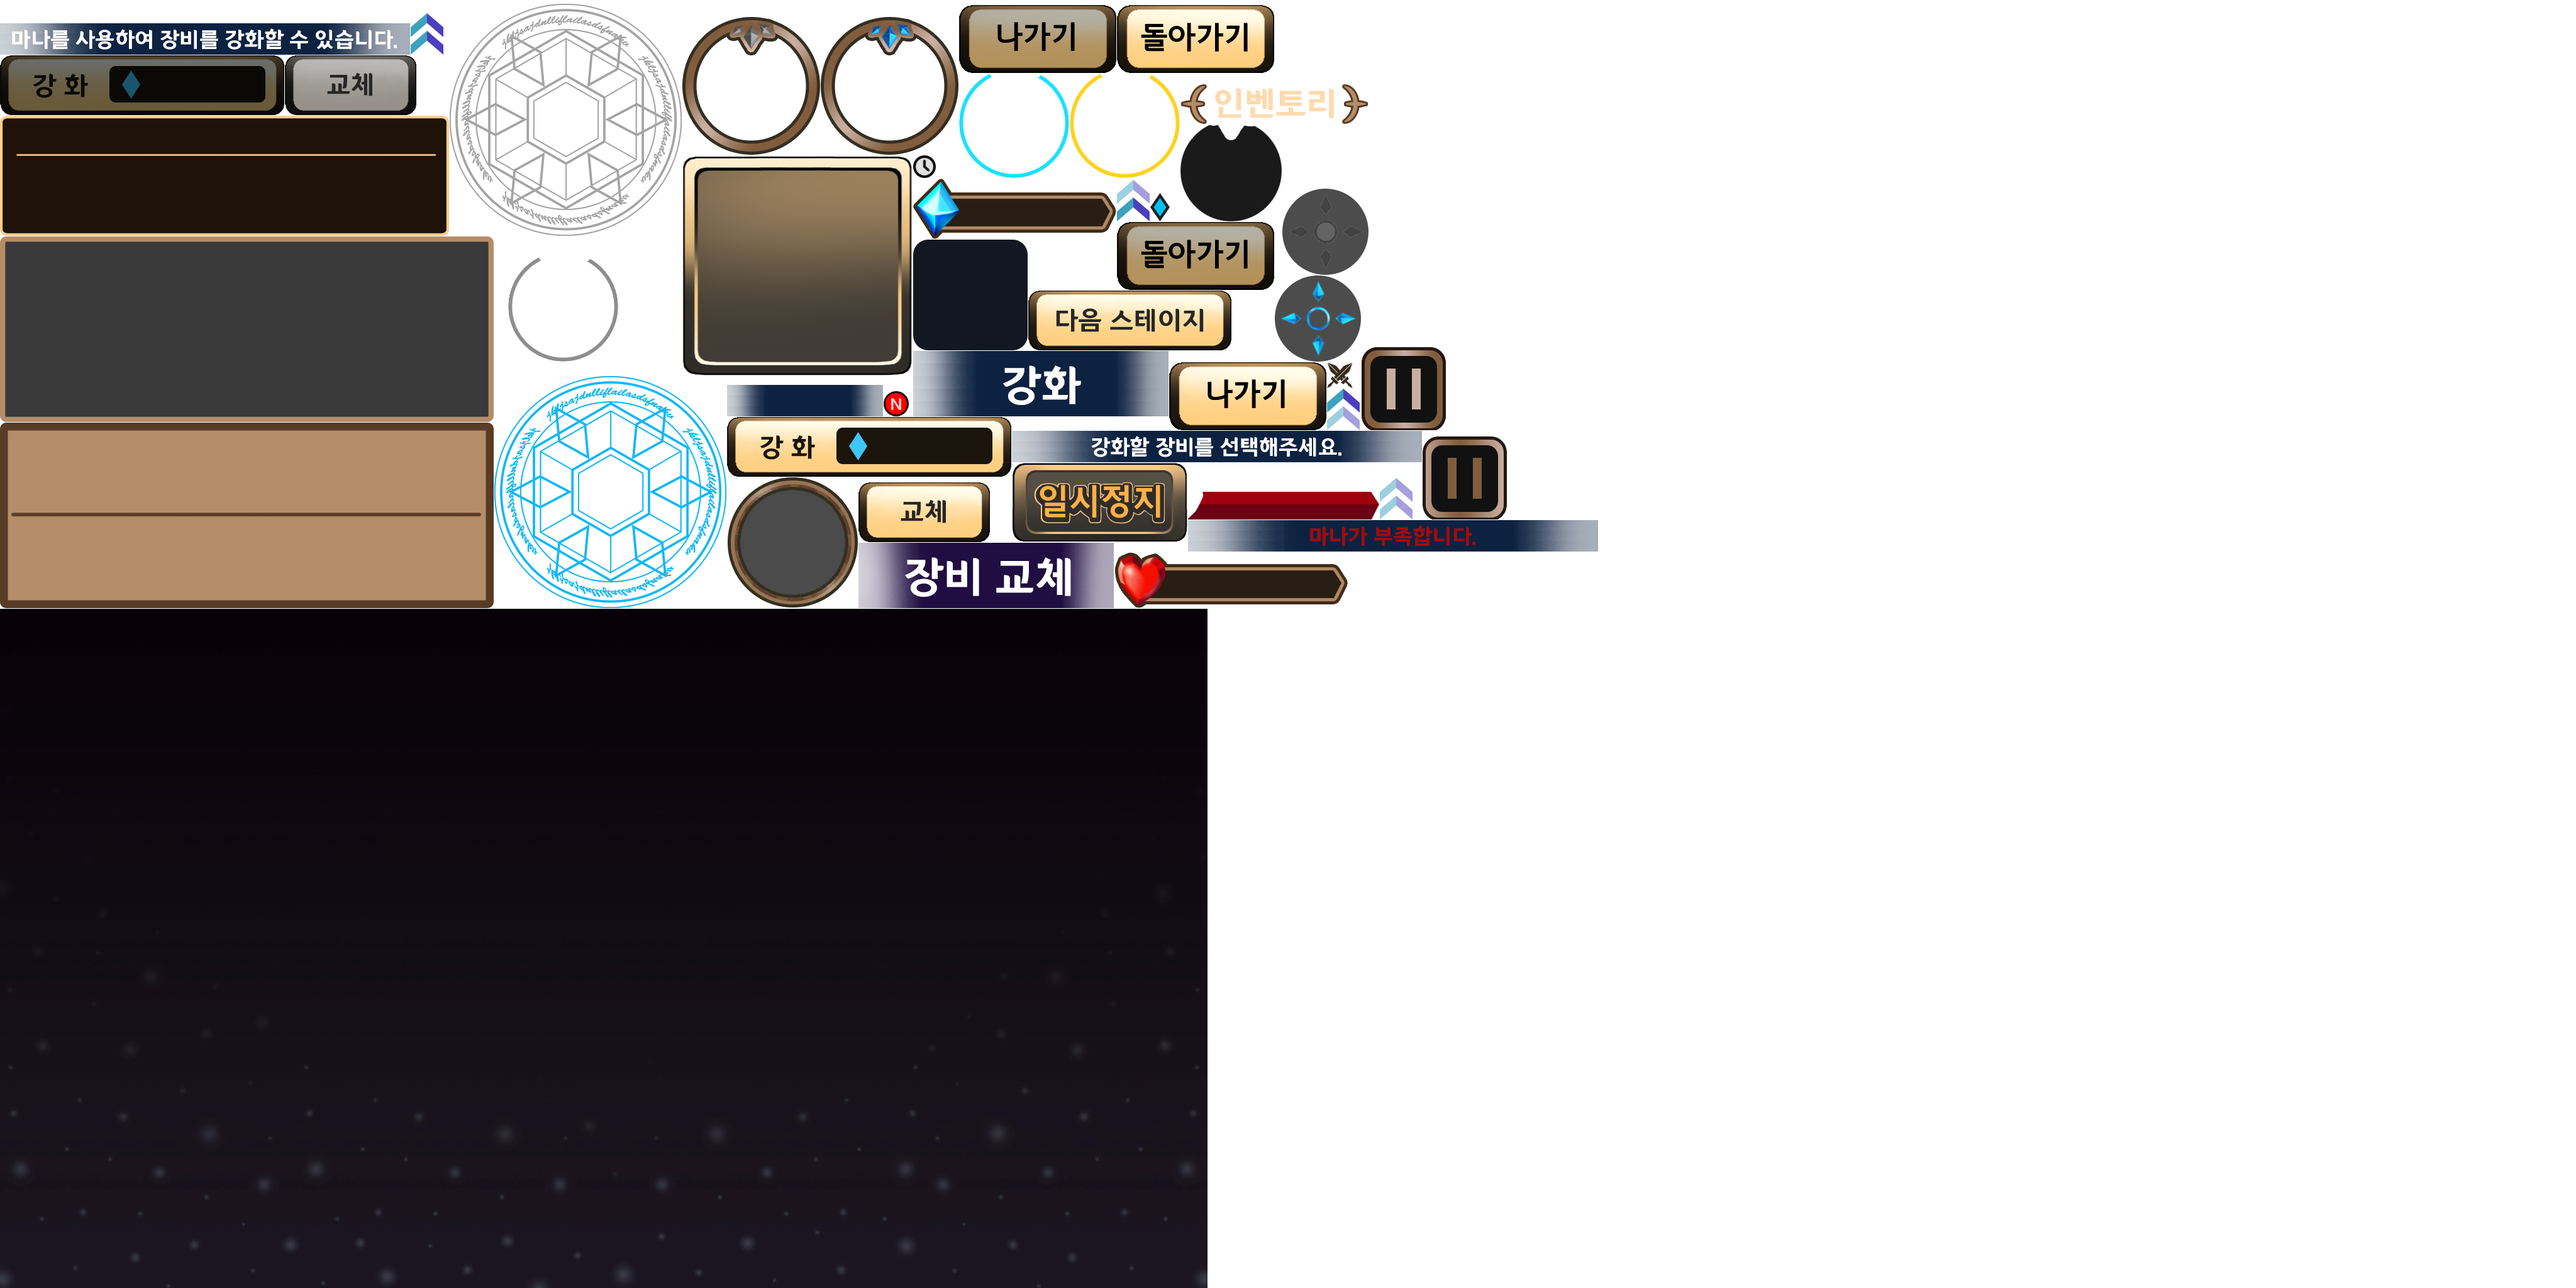 마나를 사용하여 장비를 강화할 수 있습니다.
강 화
교체
나가기
돌아가기
인벤토리
돌아가기
다음 스테이지
강화
나가기
N
강 화
강화할 장비를 선택해주세요.
교체
일시정지
마나가 부족합니다.
장비 교체